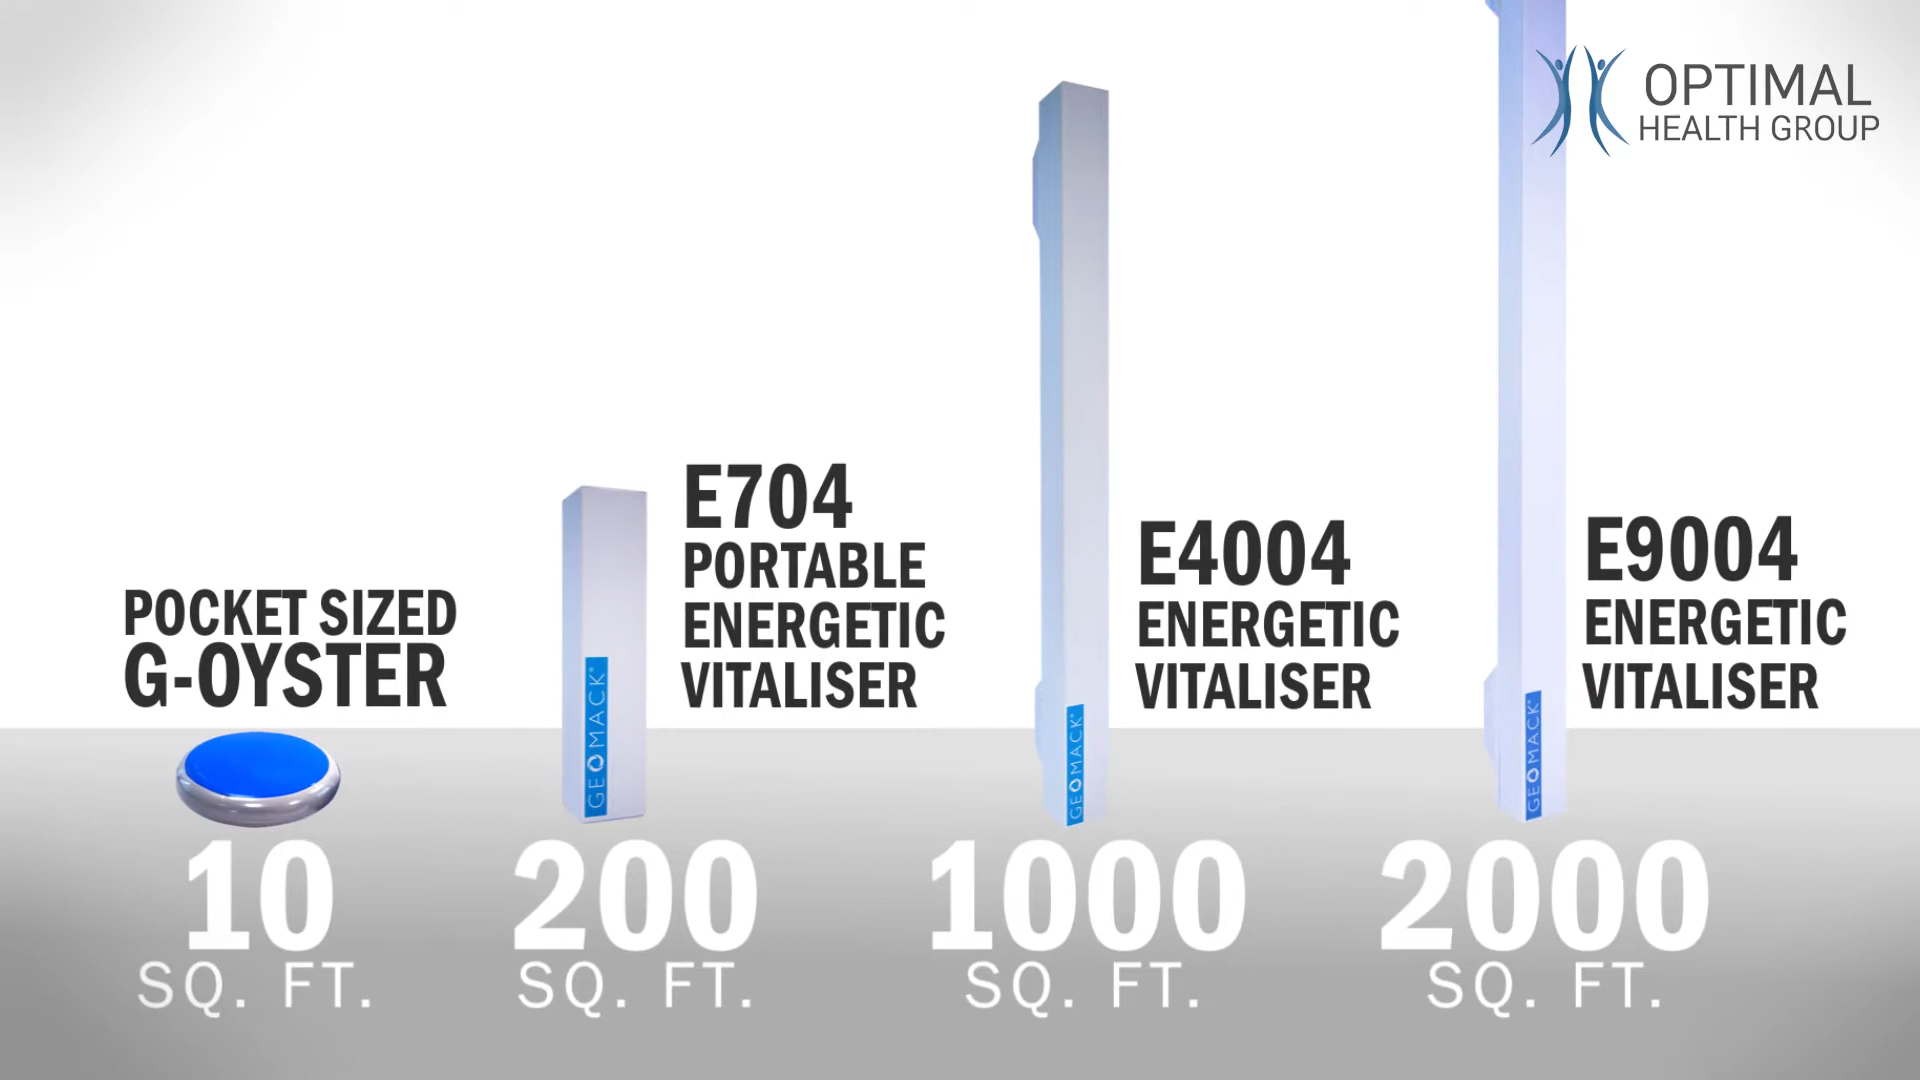 OPTIMAL
HEALTH GROUP
POCKET SIZED
G-OYSTER
E704
PORTABLE
ENERGETIC
VITALISER
E4004
ENERGETIC
VITALISER
E9004
ENERGETIC
VITALISER
GEOMACK®
GEOMACK®
GEOMACK®
10
SQ. FT.
200
SQ. FT.
1000
SQ. FT.
2000
SQ. FT.